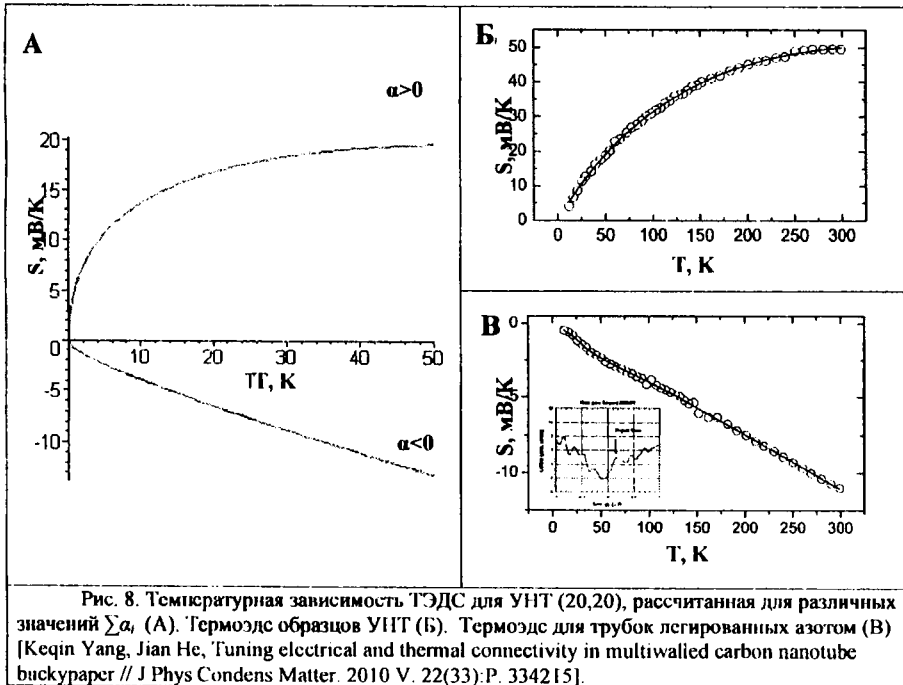 А
α>0
S, мВ/К
20
15
10
5
0
-5
-10
10 20 30 40 50
ТТ, К
α<0
Б
S, мВ/К
50
40
30
20
10
0
0 50 100 150 200 250 300
Т, К
В
S, мВ/К
0
-5
-10
0 50 100 150 200 250 300
Т, К
Рис. 8. Температурная зависимость ТЭДС для УНТ (20,20), рассчитанная для различных
значений ∑αᵢ (А). Термоэдс образцов УНТ (Б). Термоэдс для трубок легированных азотом (В)
[Keqin Yang, Jian He, Tuning electrical and thermal connectivity in multiwalled carbon nanotube
buckypaper // J Phys Condens Matter. 2010 V. 22(33):P. 334215].